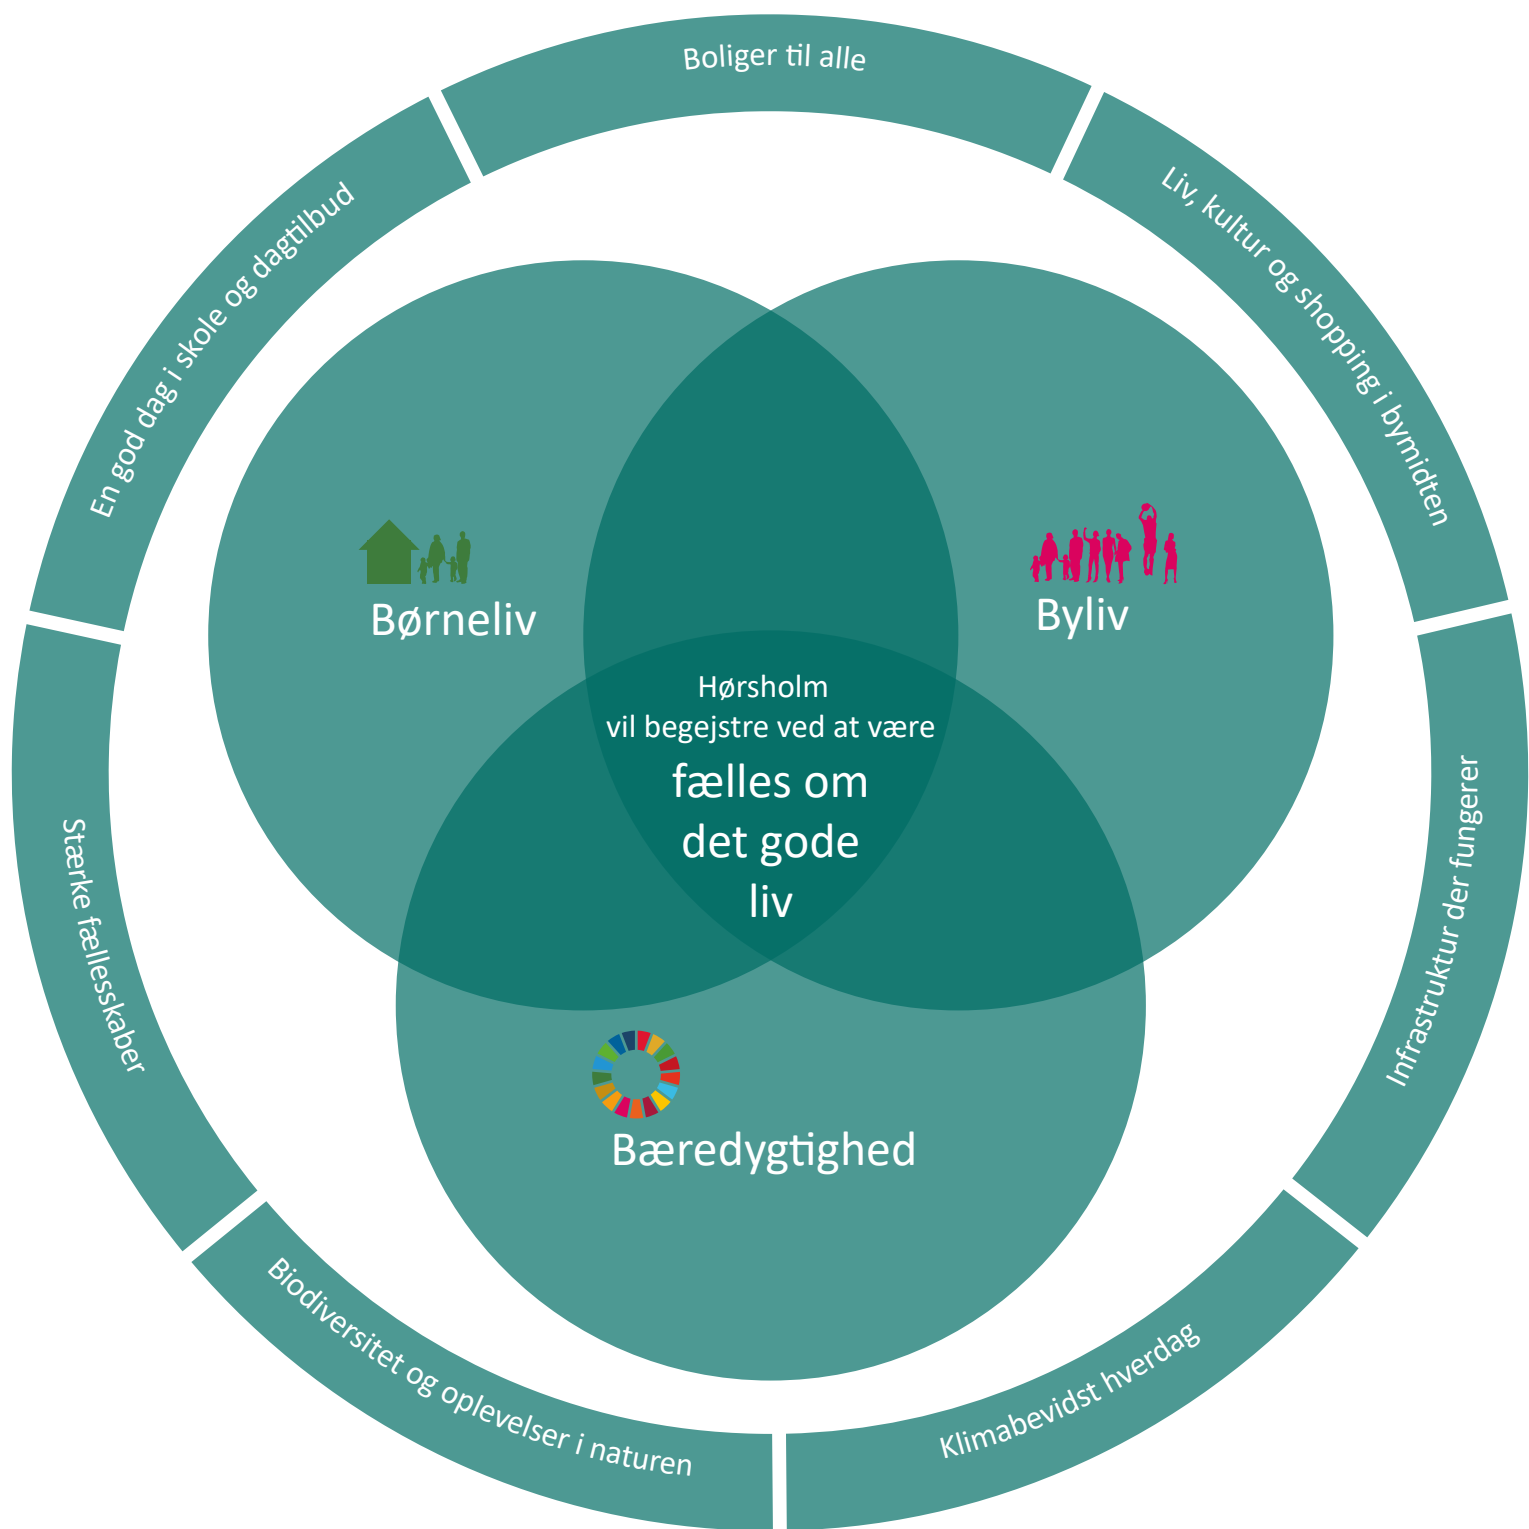 Boliger til alle
Liv, kultur og shopping i bymidten
Infrastruktur der fungerer
Klimabevidst hverdag
Biodiversitet og oplevelser i naturen
Stærke fællesskaber
En god dag i skole og dagtilbud
Børneliv
Byliv
Hørsholm
vil begejstre ved at være
fælles om
det gode
liv
Bæredygtighed